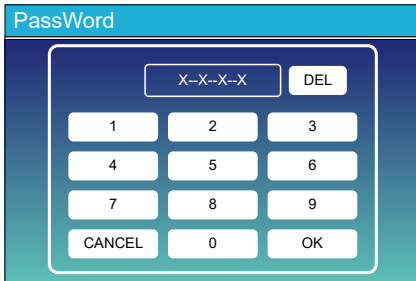 PassWord
X--X--X--X DEL
1 2 3
4 5 6
7 8 9
CANCEL 0 OK